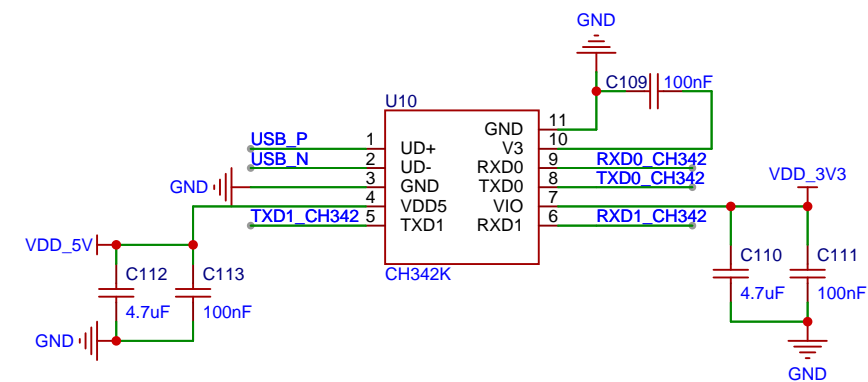 GND
C109 100nF
U10
GND 11
USB_P 1 UD+ V3 10
USB_N 2 UD- RXD0 9 RXD0_CH342
GND 3 GND TXD0 8 TXD0_CH342
4 VDD5 VIO 7 VDD_3V3
TXD1_CH342 5 TXD1 RXD1 6 RXD1_CH342
VDD_5V
CH342K
C112 C113 C110 C111
4.7uF 100nF 4.7uF 100nF
GND
GND